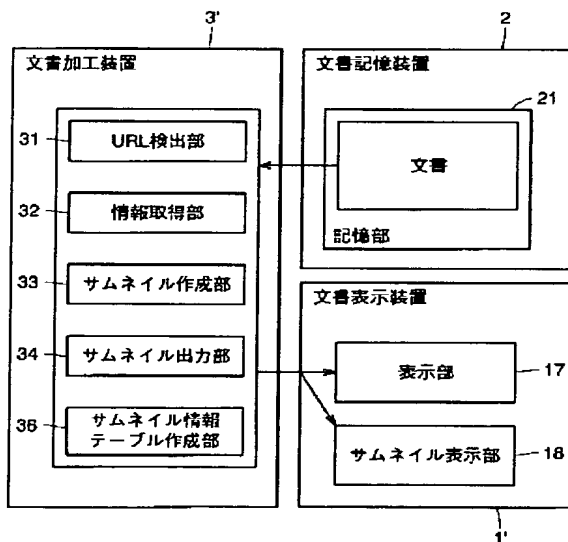 3'
文書加工装置
31
URL検出部
32
情報取得部
33
サムネイル作成部
34
サムネイル出力部
36
サムネイル情報
テーブル作成部
2
文書記憶装置
21
文書
記憶部
文書表示装置
表示部
17
サムネイル表示部
18
1'